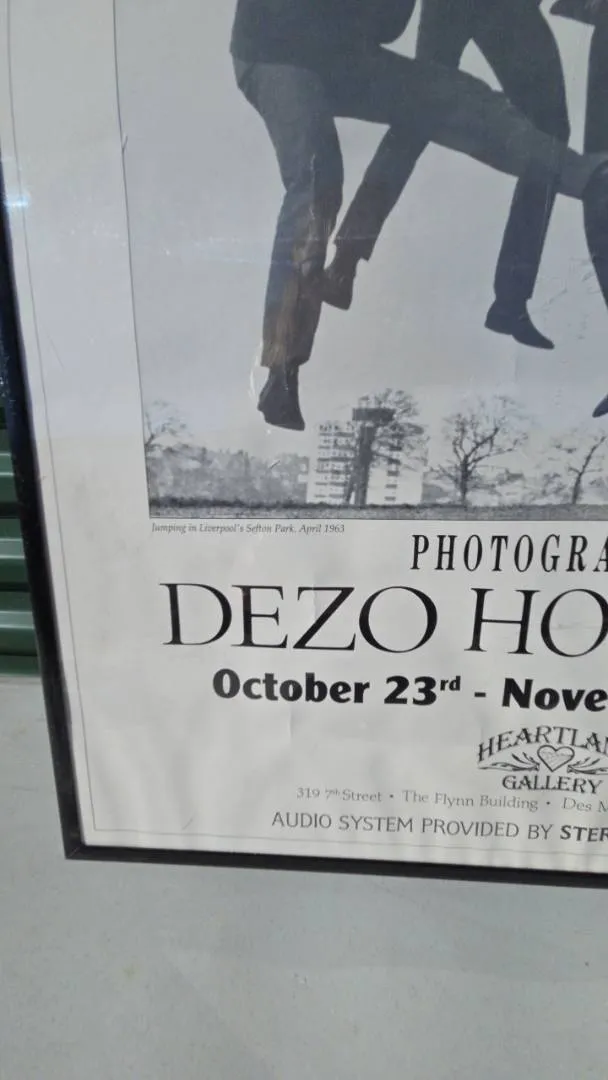 Jumping in Liverpool's Sefton Park, April 1963
PHOTOGRA
DEZO HO
October 23rd - Nove
HEARTLAN
GALLERY
319 7th Street • The Flynn Building • Des M
AUDIO SYSTEM PROVIDED BY STER